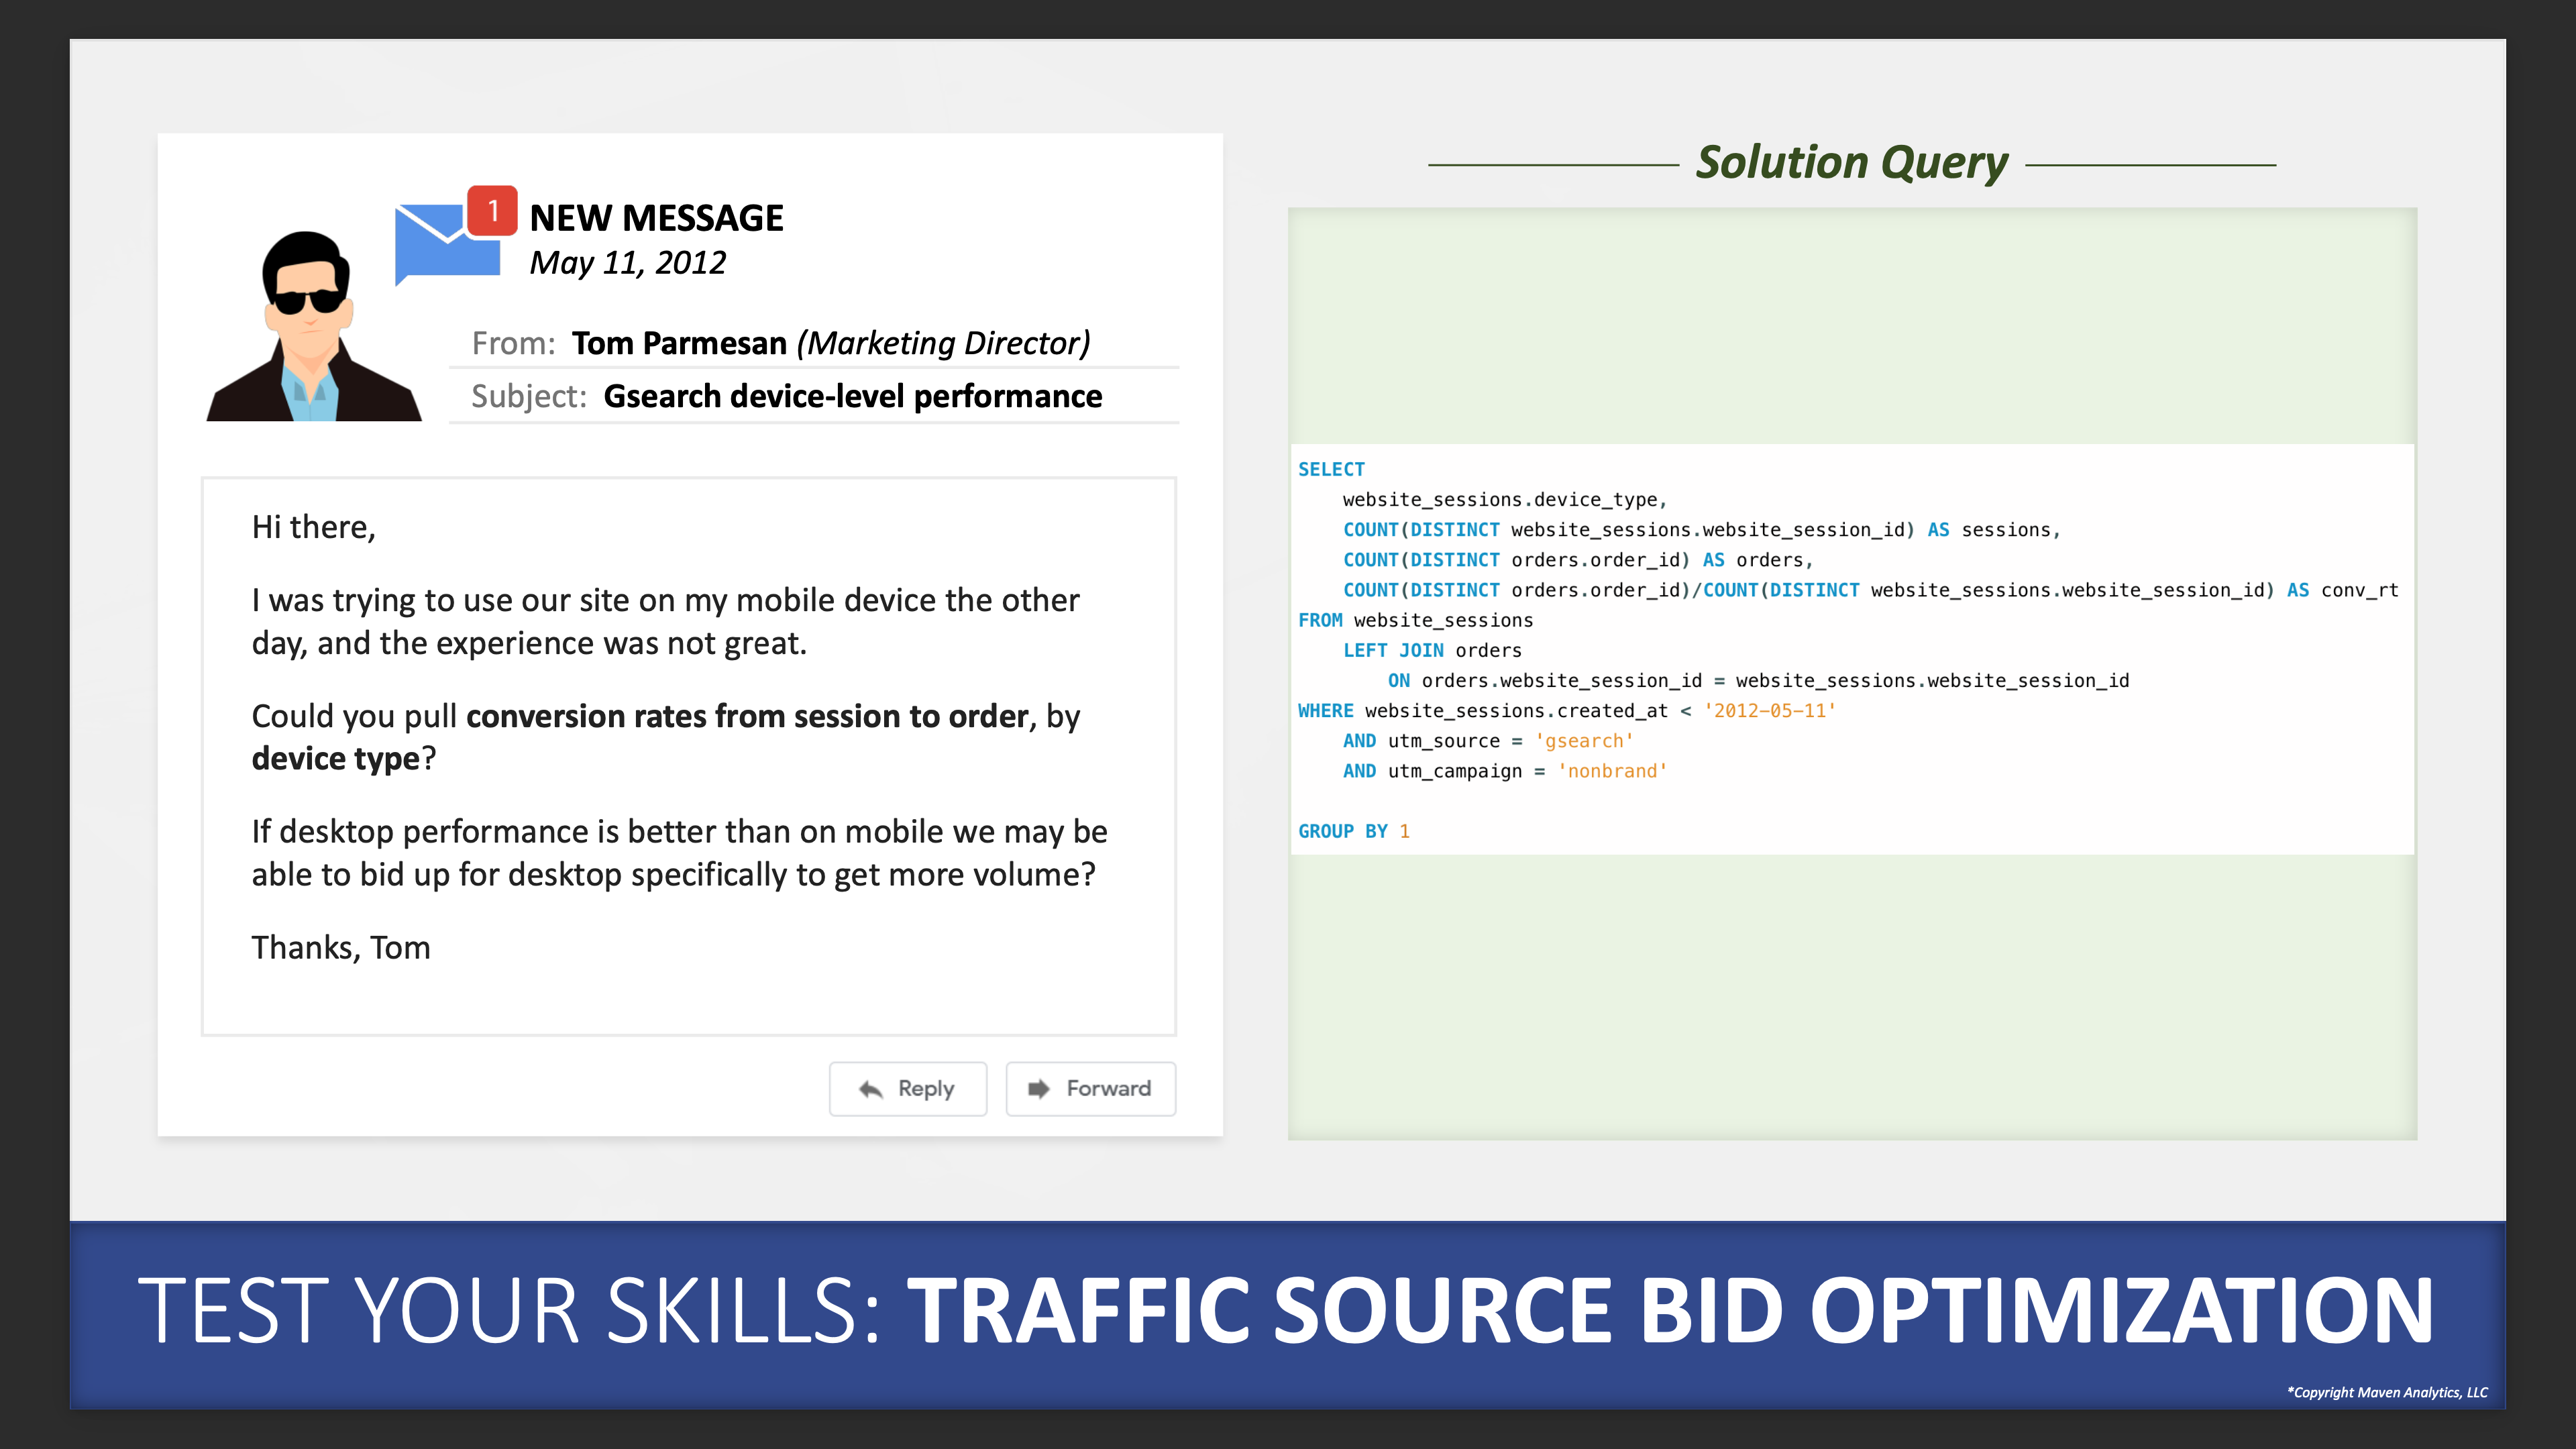 1
NEW MESSAGE
May 11, 2012
From: Tom Parmesan (Marketing Director)
Subject: Gsearch device-level performance
Hi there,
I was trying to use our site on my mobile device the other
day, and the experience was not great.
Could you pull conversion rates from session to order, by
device type?
If desktop performance is better than on mobile we may be
able to bid up for desktop specifically to get more volume?
Thanks, Tom
Reply
Forward
Solution Query
SELECT
    website_sessions.device_type,
    COUNT(DISTINCT website_sessions.website_session_id) AS sessions,
    COUNT(DISTINCT orders.order_id) AS orders,
    COUNT(DISTINCT orders.order_id)/COUNT(DISTINCT website_sessions.website_session_id) AS conv_rt
FROM website_sessions
    LEFT JOIN orders
        ON orders.website_session_id = website_sessions.website_session_id
WHERE website_sessions.created_at < '2012-05-11'
    AND utm_source = 'gsearch'
    AND utm_campaign = 'nonbrand'
GROUP BY 1
TEST YOUR SKILLS: TRAFFIC SOURCE BID OPTIMIZATION
*Copyright Maven Analytics, LLC